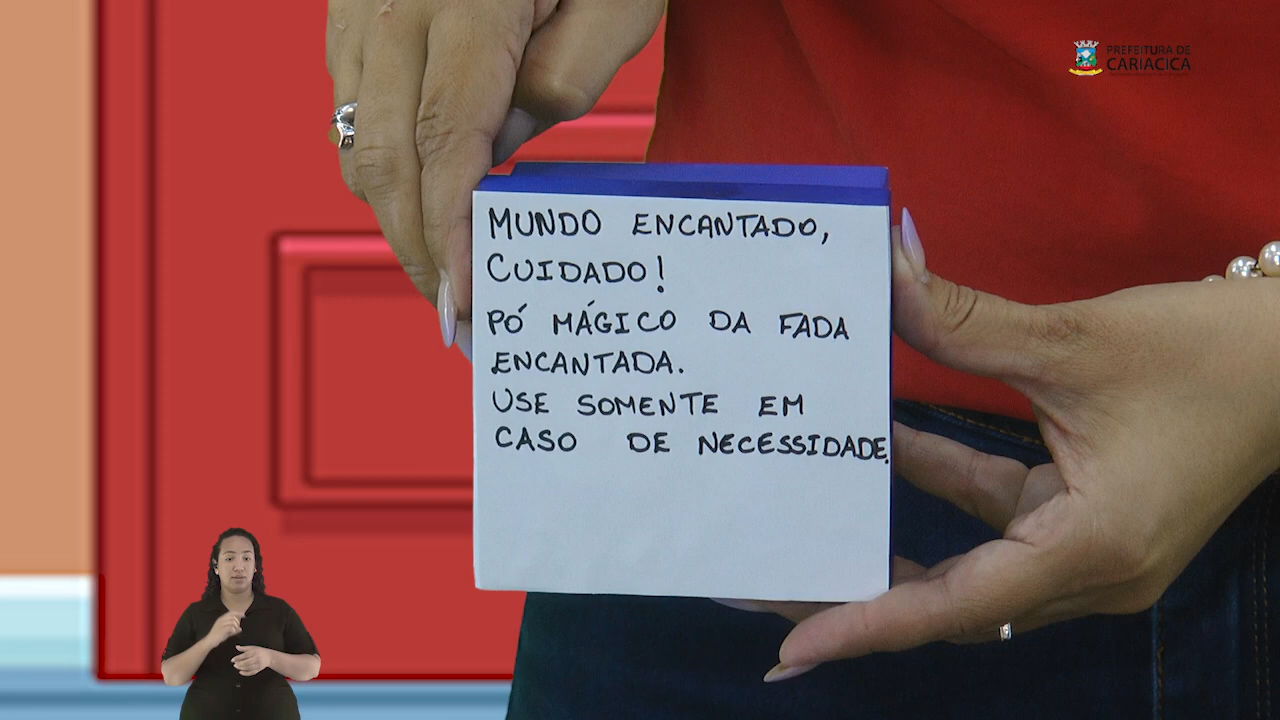 PREFEITURA DE
CARIACICA
MUNDO ENCANTADO,
CUIDADO!
PÓ MÁGICO DA FADA
ENCANTADA.
USE SOMENTE EM
CASO DE NECESSIDADE.